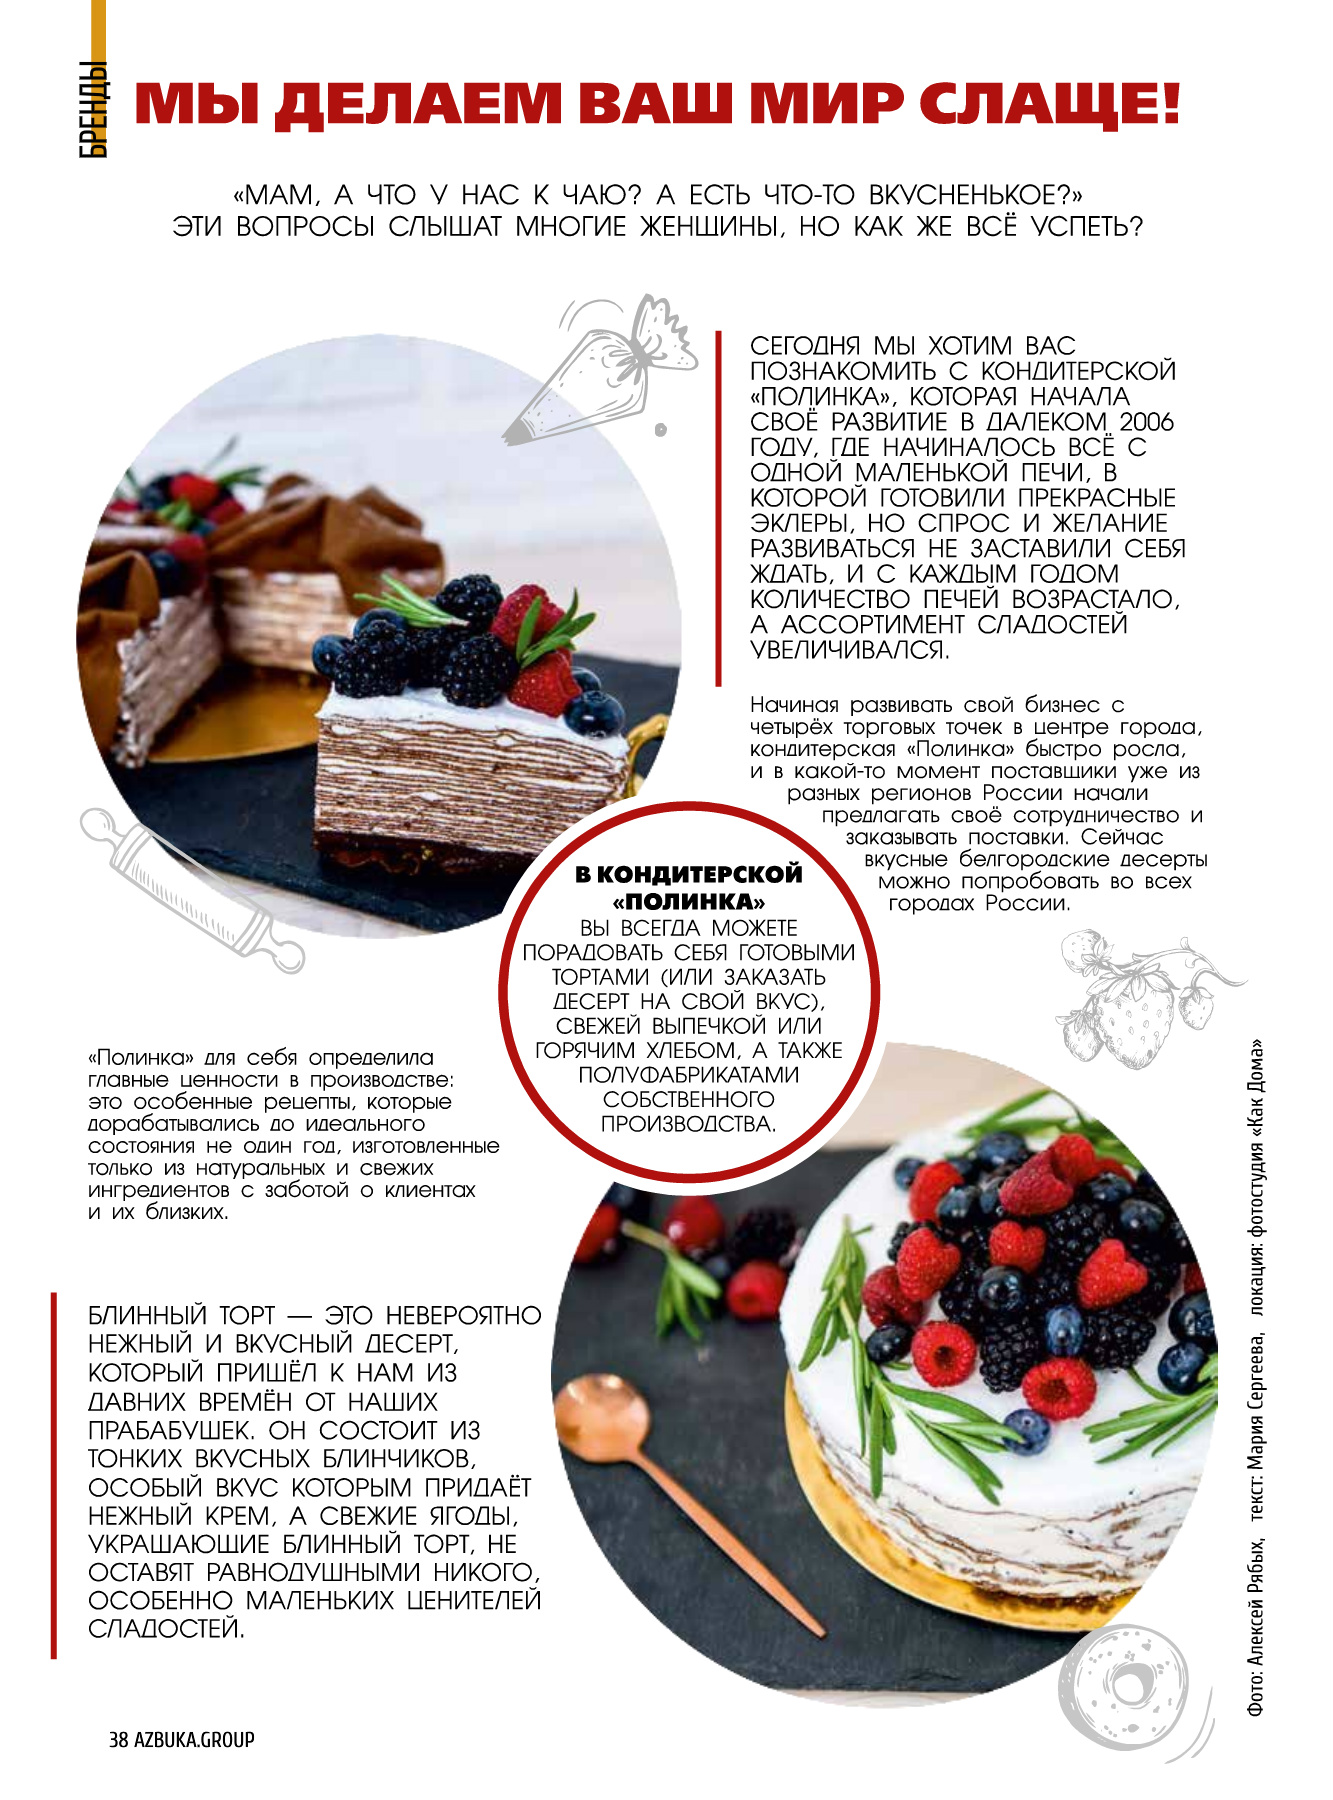 БРЕНДЫ
МЫ ДЕЛАЕМ ВАШ МИР СЛАЩЕ!
«МАМ, А ЧТО У НАС К ЧАЮ? А ЕСТЬ ЧТО-ТО ВКУСНЕНЬКОЕ?»
ЭТИ ВОПРОСЫ СЛЫШАТ МНОГИЕ ЖЕНЩИНЫ, НО КАК ЖЕ ВСЁ УСПЕТЬ?
СЕГОДНЯ МЫ ХОТИМ ВАС
ПОЗНАКОМИТЬ С КОНДИТЕРСКОЙ
«ПОЛИНКА», КОТОРАЯ НАЧАЛА
СВОЁ РАЗВИТИЕ В ДАЛЕКОМ 2006
ГОДУ, ГДЕ НАЧИНАЛОСЬ ВСЁ С
ОДНОЙ МАЛЕНЬКОЙ ПЕЧИ, В
КОТОРОЙ ГОТОВИЛИ ПРЕКРАСНЫЕ
ЭКЛЕРЫ, НО СПРОС И ЖЕЛАНИЕ
РАЗВИВАТЬСЯ НЕ ЗАСТАВИЛИ СЕБЯ
ЖДАТЬ, И С КАЖДЫМ ГОДОМ
КОЛИЧЕСТВО ПЕЧЕЙ ВОЗРАСТАЛО,
А АССОРТИМЕНТ СЛАДОСТЕЙ
УВЕЛИЧИВАЛСЯ.
Начиная развивать свой бизнес с
четырёх торговых точек в центре города,
кондитерская «Полинка» быстро росла,
и в какой-то момент поставщики уже из
разных регионов России начали
предлагать своё сотрудничество и
заказывать поставки. Сейчас
вкусные белгородские десерты
можно попробовать во всех
городах России.
В КОНДИТЕРСКОЙ
«ПОЛИНКА»
ВЫ ВСЕГДА МОЖЕТЕ
ПОРАДОВАТЬ СЕБЯ ГОТОВЫМИ
ТОРТАМИ (ИЛИ ЗАКАЗАТЬ
ДЕСЕРТ НА СВОЙ ВКУС),
СВЕЖЕЙ ВЫПЕЧКОЙ ИЛИ
ГОРЯЧИМ ХЛЕБОМ, А ТАКЖЕ
ПОЛУФАБРИКАТАМИ
СОБСТВЕННОГО
ПРОИЗВОДСТВА.
«Полинка» для себя определила
главные ценности в производстве:
это особенные рецепты, которые
дорабатывались до идеального
состояния не один год, изготовленные
только из натуральных и свежих
ингредиентов с заботой о клиентах
и их близких.
БЛИННЫЙ ТОРТ — ЭТО НЕВЕРОЯТНО
НЕЖНЫЙ И ВКУСНЫЙ ДЕСЕРТ,
КОТОРЫЙ ПРИШЁЛ К НАМ ИЗ
ДАВНИХ ВРЕМЁН ОТ НАШИХ
ПРАБАБУШЕК. ОН СОСТОИТ ИЗ
ТОНКИХ ВКУСНЫХ БЛИНЧИКОВ,
ОСОБЫЙ ВКУС КОТОРЫМ ПРИДАЁТ
НЕЖНЫЙ КРЕМ, А СВЕЖИЕ ЯГОДЫ,
УКРАШАЮЩИЕ БЛИННЫЙ ТОРТ, НЕ
ОСТАВЯТ РАВНОДУШНЫМИ НИКОГО,
ОСОБЕННО МАЛЕНЬКИХ ЦЕНИТЕЛЕЙ
СЛАДОСТЕЙ.
Фото: Алексей Рябых, текст: Мария Сергеева, локация: фотостудия «Как Дома»
38 AZBUKA.GROUP